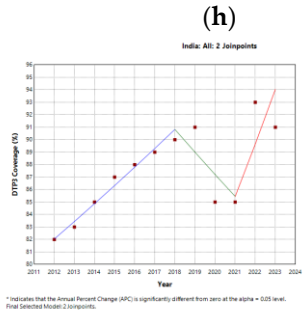 (h)
India: All: 2 Joinpoints
96
95
94
93
92
91
90
89
88
87
86
85
84
83
82
81
80
DTP3 Coverage (%)
2011 2012 2013 2014 2015 2016 2017 2018 2019 2020 2021 2022 2023 2024
Year
* Indicates that the Annual Percent Change (APC) is significantly different from zero at the alpha = 0.05 level.
Final Selected Model: 2 Joinpoints.